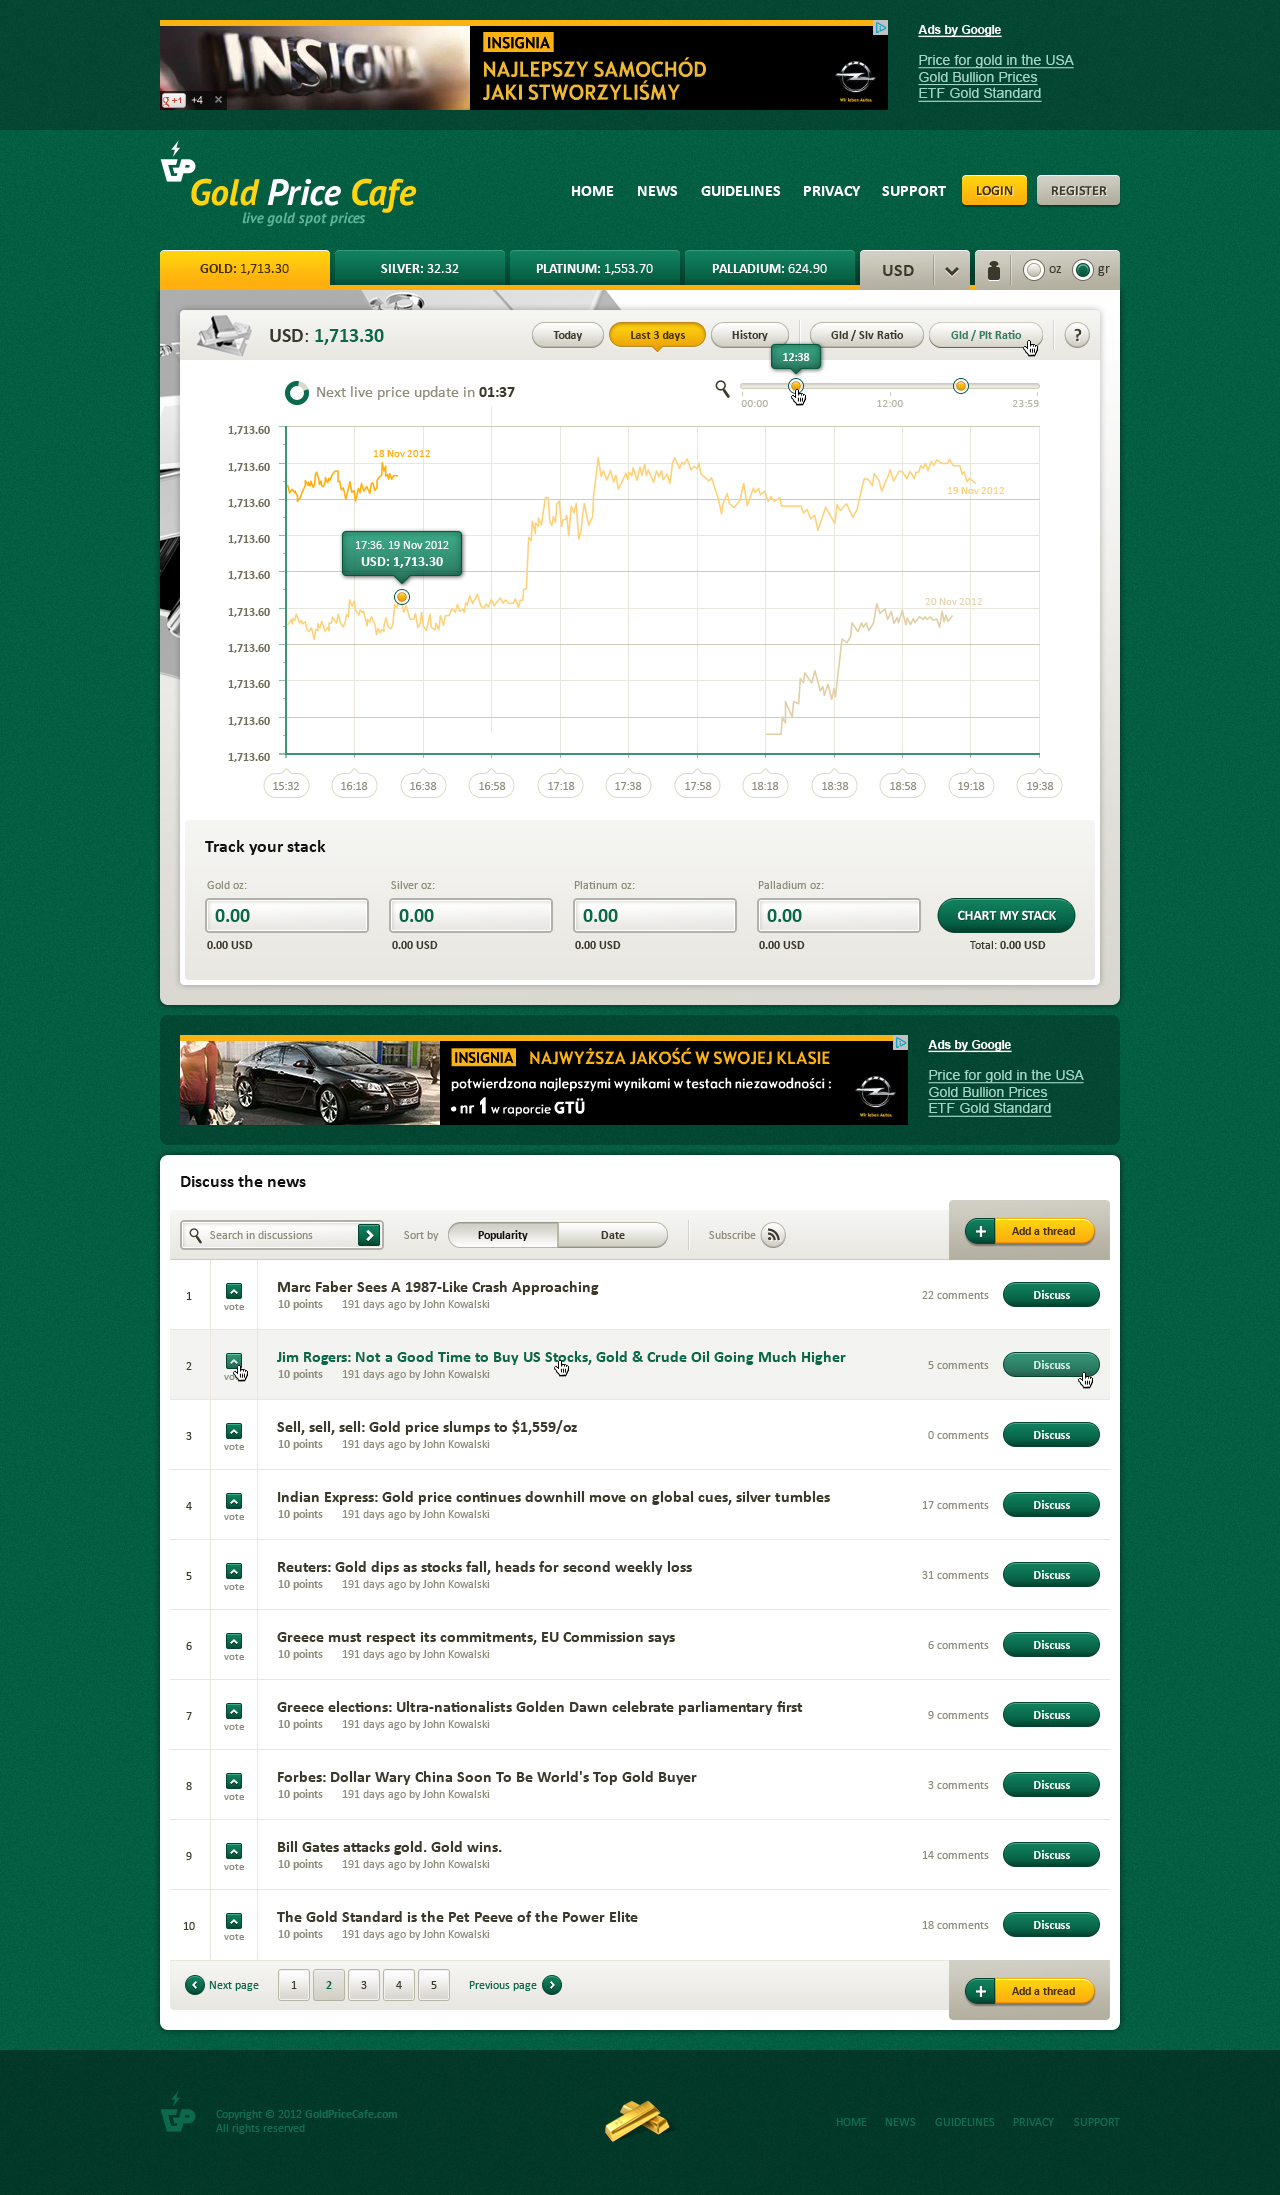 INSIGNIA
INSIGNIA
NAJLEPSZY SAMOCHÓD
JAKI STWORZYLIŚMY
Wir leben Autos.
g +1 +4 ×
Ads by Google
Price for gold in the USA
Gold Bullion Prices
ETF Gold Standard
Gold Price Cafe
live gold spot prices
HOME NEWS GUIDELINES PRIVACY SUPPORT LOGIN REGISTER
GOLD: 1,713.30 SILVER: 32.32 PLATINUM: 1,553.70 PALLADIUM: 624.90 USD oz gr
USD: 1,713.30 Today Last 3 days History Gld / Slv Ratio Gld / Plt Ratio ?
12:38
Next live price update in 01:37
00:00 12:00 23:59
1,713.60
18 Nov 2012
1,713.60
19 Nov 2012
1,713.60
1,713.60
17:36. 19 Nov 2012
USD: 1,713.30
1,713.60
20 Nov 2012
1,713.60
1,713.60
1,713.60
1,713.60
1,713.60
15:32 16:18 16:38 16:58 17:18 17:38 17:58 18:18 18:38 18:58 19:18 19:38
Track your stack
Gold oz: Silver oz: Platinum oz: Palladium oz:
0.00 0.00 0.00 0.00 CHART MY STACK
0.00 USD 0.00 USD 0.00 USD 0.00 USD Total: 0.00 USD
INSIGNIA NAJWYŻSZA JAKOŚĆ W SWOJEJ KLASIE
potwierdzona najlepszymi wynikami w testach niezawodności :
• nr 1 w raporcie GTÜ
Wir leben Autos.
Ads by Google
Price for gold in the USA
Gold Bullion Prices
ETF Gold Standard
Discuss the news
Search in discussions Sort by Popularity Date Subscribe + Add a thread
1 vote Marc Faber Sees A 1987-Like Crash Approaching 22 comments Discuss
10 points 191 days ago by John Kowalski
2 Jim Rogers: Not a Good Time to Buy US Stocks, Gold & Crude Oil Going Much Higher 5 comments Discuss
10 points 191 days ago by John Kowalski
3 vote Sell, sell, sell: Gold price slumps to $1,559/oz 0 comments Discuss
10 points 191 days ago by John Kowalski
4 vote Indian Express: Gold price continues downhill move on global cues, silver tumbles 17 comments Discuss
10 points 191 days ago by John Kowalski
5 vote Reuters: Gold dips as stocks fall, heads for second weekly loss 31 comments Discuss
10 points 191 days ago by John Kowalski
6 vote Greece must respect its commitments, EU Commission says 6 comments Discuss
10 points 191 days ago by John Kowalski
7 vote Greece elections: Ultra-nationalists Golden Dawn celebrate parliamentary first 9 comments Discuss
10 points 191 days ago by John Kowalski
8 vote Forbes: Dollar Wary China Soon To Be World's Top Gold Buyer 3 comments Discuss
10 points 191 days ago by John Kowalski
9 vote Bill Gates attacks gold. Gold wins. 14 comments Discuss
10 points 191 days ago by John Kowalski
10 vote The Gold Standard is the Pet Peeve of the Power Elite 18 comments Discuss
10 points 191 days ago by John Kowalski
Next page 1 2 3 4 5 Previous page + Add a thread
Copyright © 2012 GoldPriceCafe.com
All rights reserved
HOME NEWS GUIDELINES PRIVACY SUPPORT